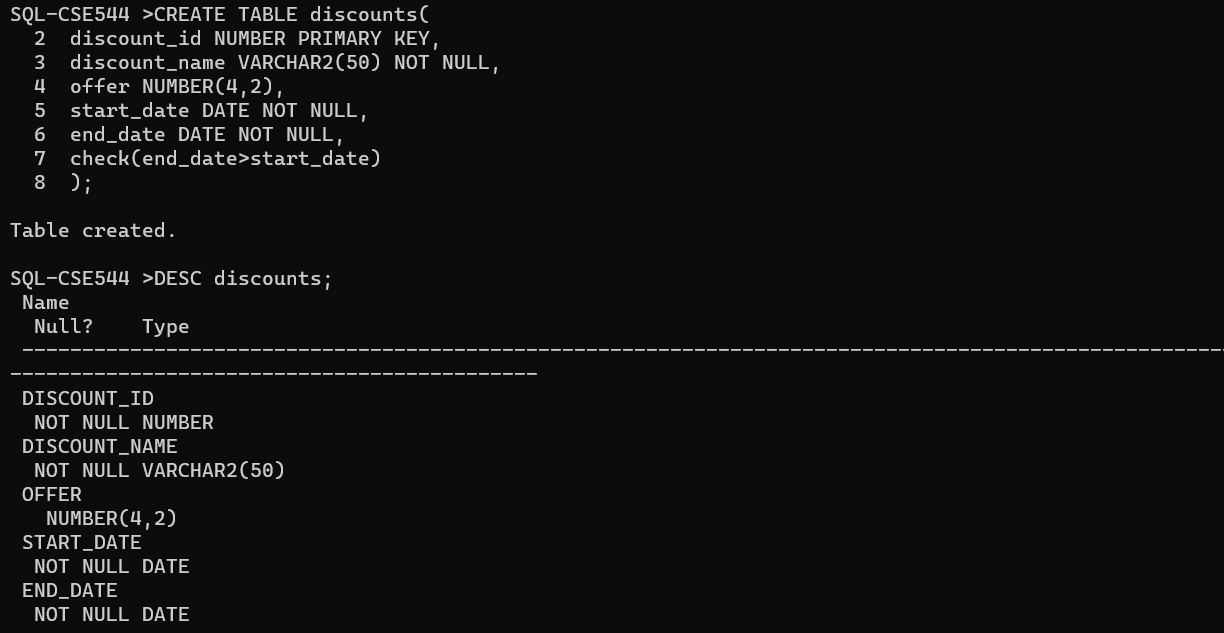 SQL-CSE544 >CREATE TABLE discounts(
  2  discount_id NUMBER PRIMARY KEY,
  3  discount_name VARCHAR2(50) NOT NULL,
  4  offer NUMBER(4,2),
  5  start_date DATE NOT NULL,
  6  end_date DATE NOT NULL,
  7  check(end_date>start_date)
  8  );
Table created.
SQL-CSE544 >DESC discounts;
 Name
  Null?    Type
 ----------------------------------------------------------------------------------------------------
--------------------------------------------
 DISCOUNT_ID
  NOT NULL NUMBER
 DISCOUNT_NAME
  NOT NULL VARCHAR2(50)
 OFFER
   NUMBER(4,2)
 START_DATE
  NOT NULL DATE
 END_DATE
  NOT NULL DATE